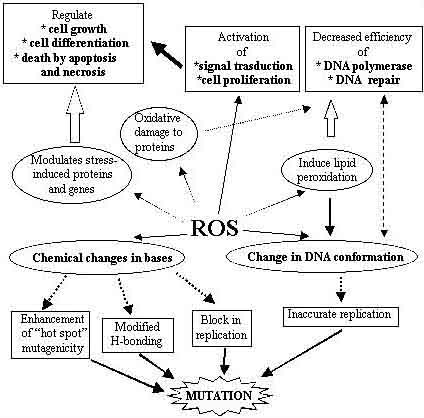 Regulate
* cell growth
* cell differentiation
* death by apoptosis
and necrosis
Activation
of
*signal trasduction
*cell proliferation
Decreased efficiency
of
* DNA polymerase
* DNA repair
Oxidative
damage to
proteins
Modulates stress-
induced proteins
and genes
Induce lipid
peroxidation
ROS
Chemical changes in bases
Change in DNA conformation
Enhancement
of "hot spot"
mutagenicity
Modified
H-bonding
Block in
replication
Inaccurate replication
MUTATION